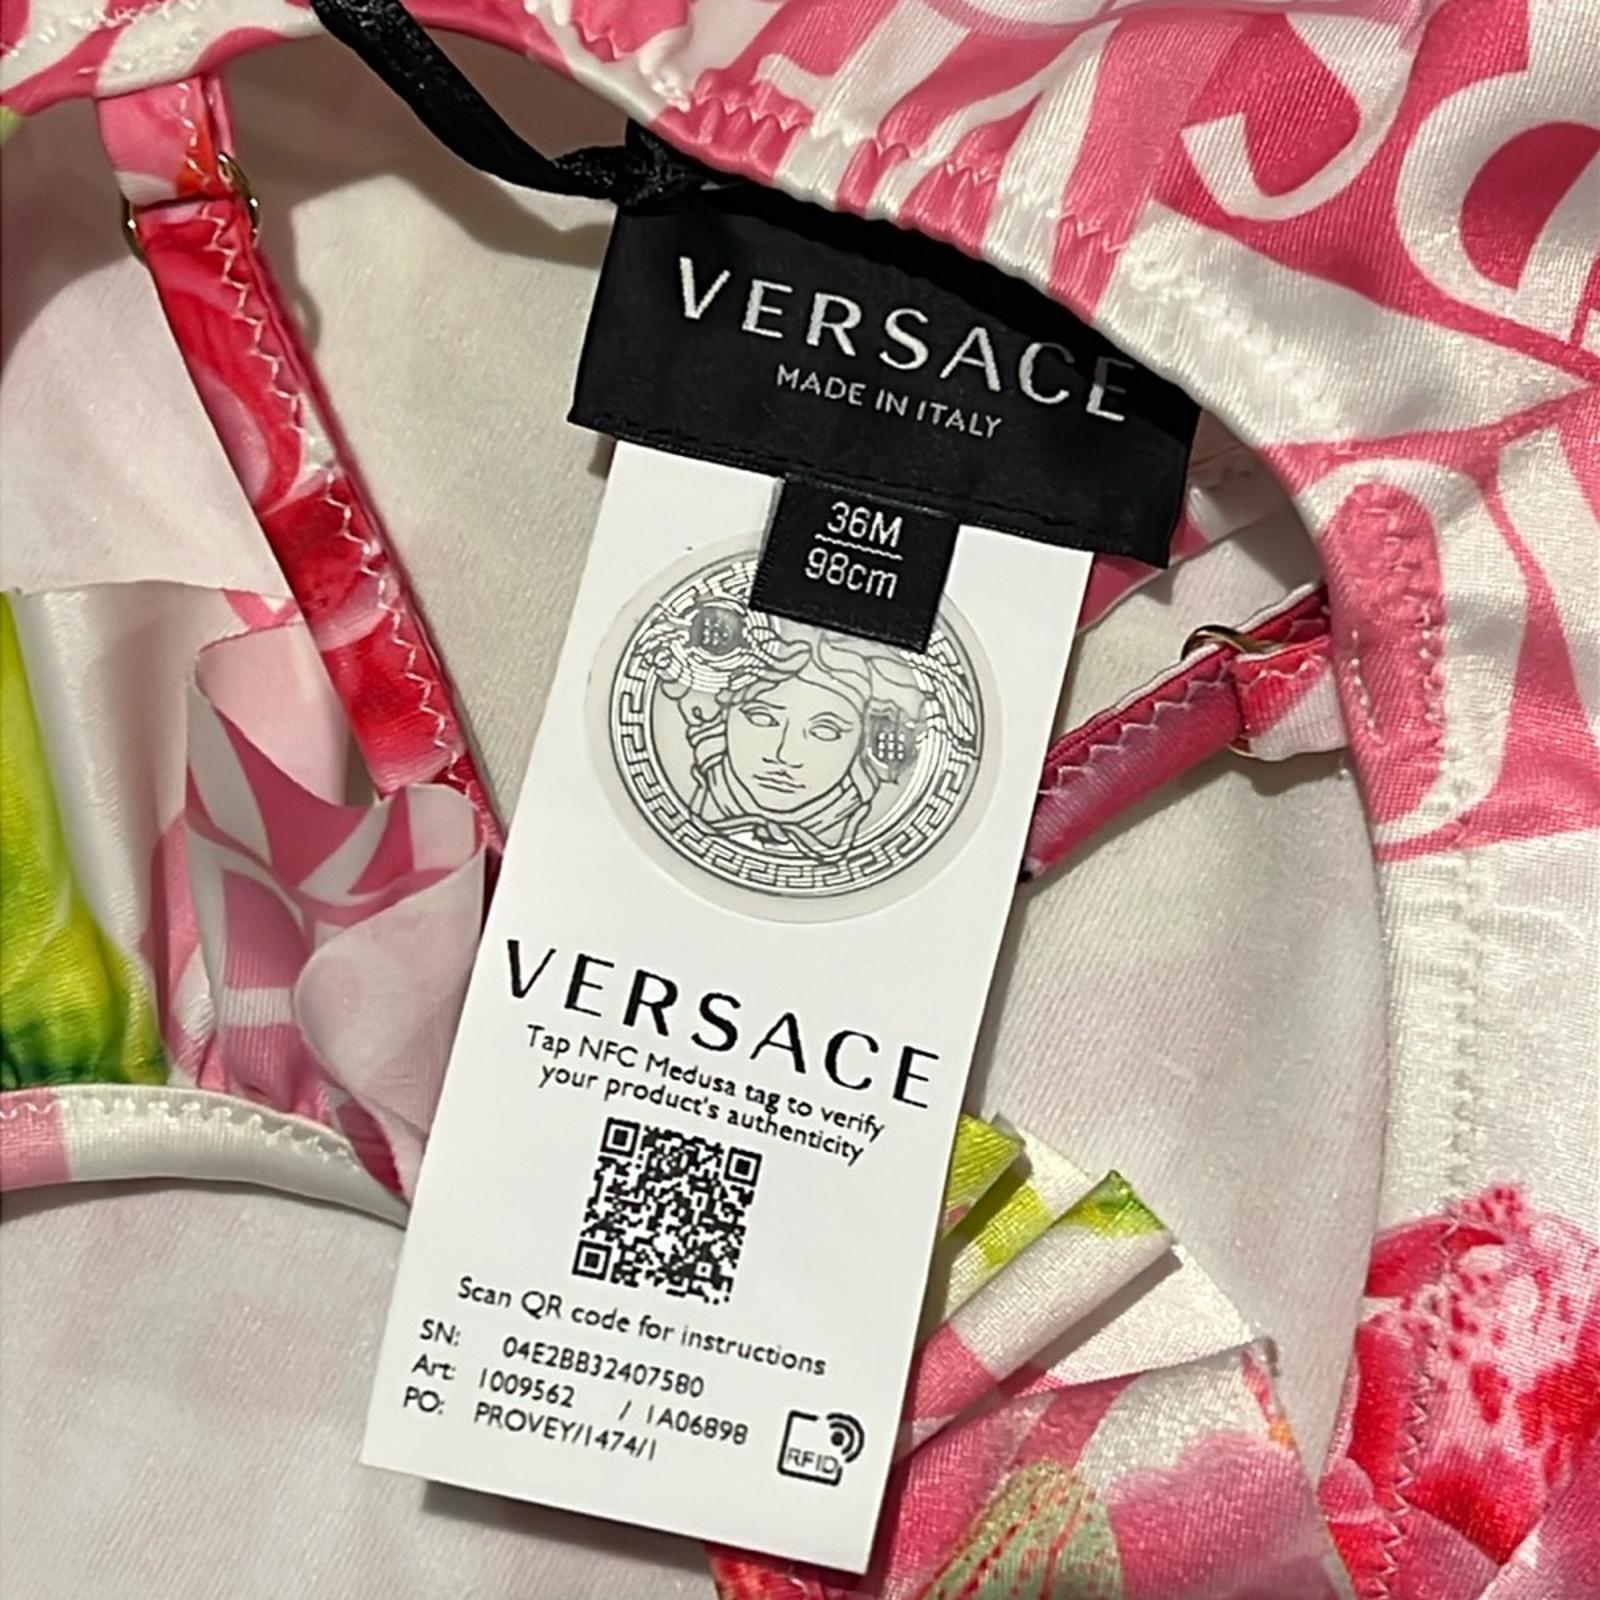 VERSACE
MADE IN ITALY
36M
98cm
VERSACE
Tap NFC Medusa tag to verify
your product's authenticity
Scan QR code for instructions
SN: 04E2BB32407580
Art: 1009562 / 1A06898
PO: PROVEY/1474/1
RFID